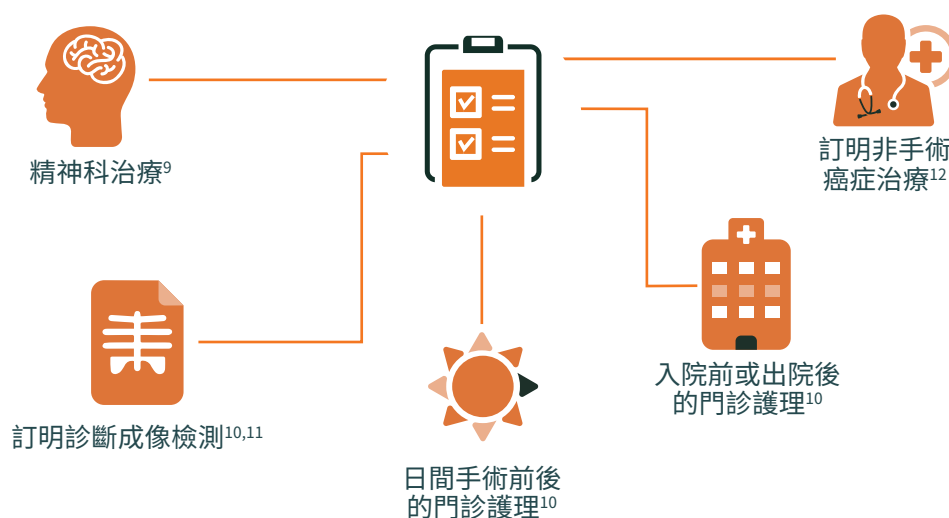 精神科治療9
訂明非手術
癌症治療12
訂明診斷成像檢測10,11
日間手術前後
的門診護理10
入院前或出院後
的門診護理10